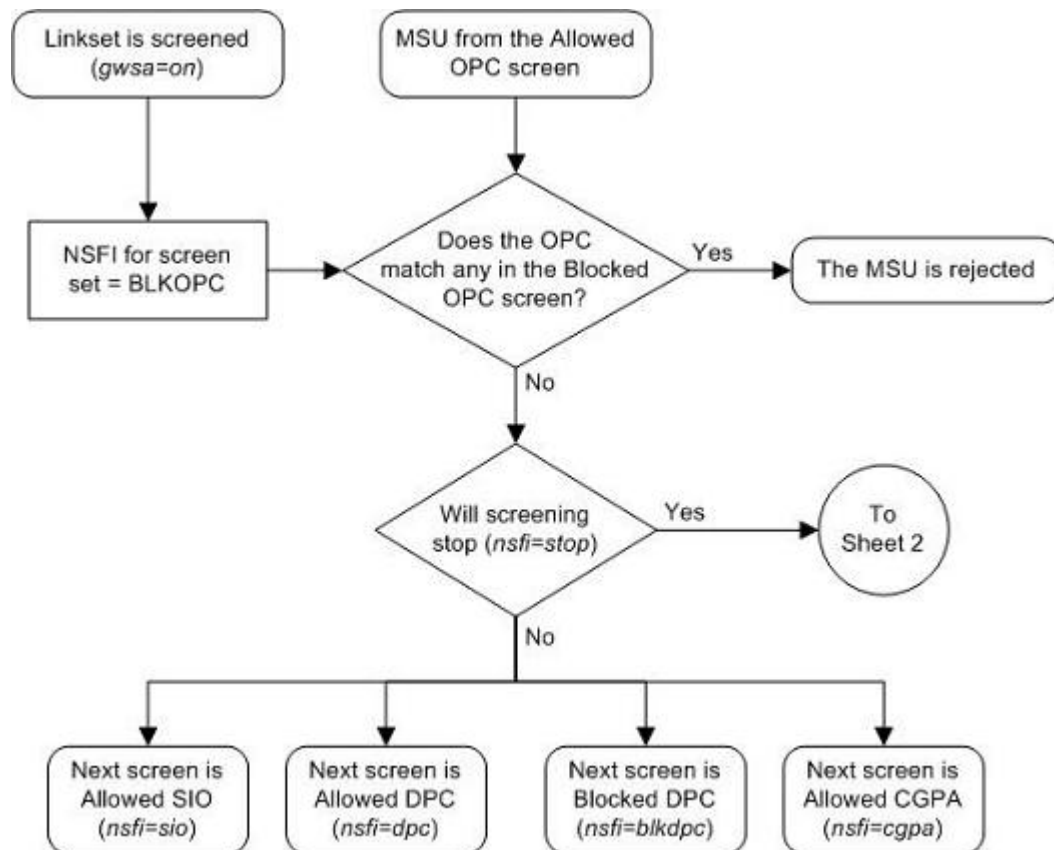 Linkset is screened
(gwsa=on)
MSU from the Allowed
OPC screen
NSFI for screen
set = BLKOPC
Does the OPC
match any in the Blocked
OPC screen?
Yes
The MSU is rejected
No
Will screening
stop (nsfi=stop)
Yes
To
Sheet 2
No
Next screen is
Allowed SIO
(nsfi=sio)
Next screen is
Allowed DPC
(nsfi=dpc)
Next screen is
Blocked DPC
(nsfi=blkdpc)
Next screen is
Allowed CGPA
(nsfi=cgpa)